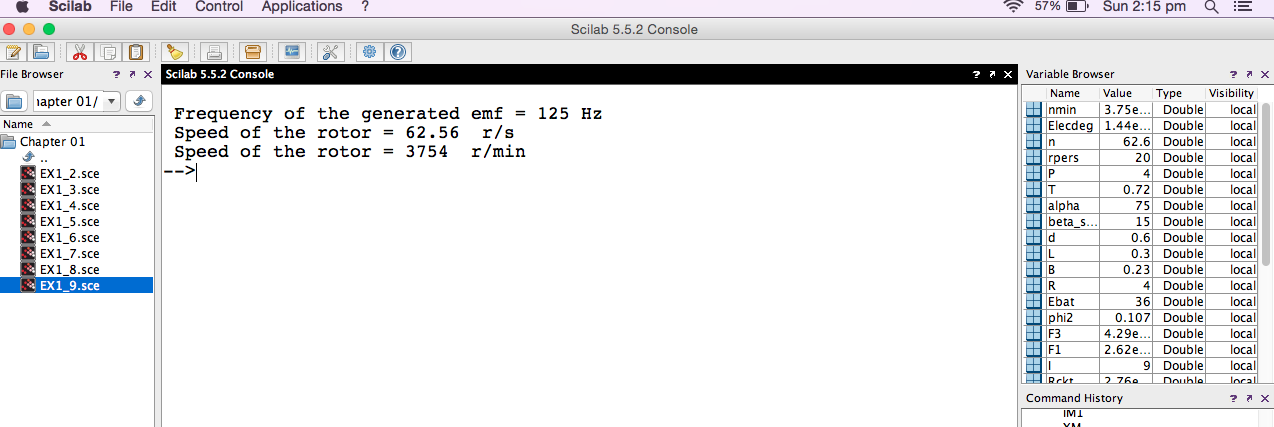 Scilab File Edit Control Applications ? 57% Sun 2:15 pm
Scilab 5.5.2 Console
File Browser ? Scilab 5.5.2 Console ? Variable Browser ?
ıapter 01/
Name
Chapter 01
..
EX1_2.sce
EX1_3.sce
EX1_4.sce
EX1_5.sce
EX1_6.sce
EX1_7.sce
EX1_8.sce
EX1_9.sce
Frequency of the generated emf = 125 Hz
Speed of the rotor = 62.56 r/s
Speed of the rotor = 3754 r/min
-->
Name Value Type Visibility
nmin 3.75e... Double local
Elecdeg 1.44e... Double local
n 62.6 Double local
rpers 20 Double local
P 4 Double local
T 0.72 Double local
alpha 75 Double local
beta_s... 15 Double local
d 0.6 Double local
L 0.3 Double local
B 0.23 Double local
R 4 Double local
Ebat 36 Double local
phi2 0.107 Double local
F3 4.29e... Double local
F1 2.62e... Double local
I 9 Double local
Rckt 2.76e... Double local
Command History ?
IM1